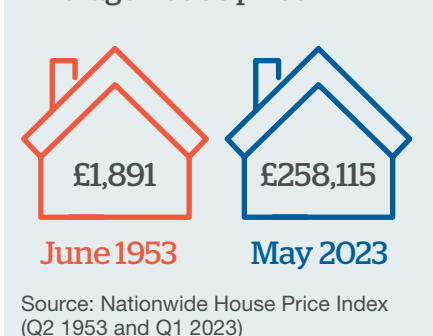 £1,891
£258,115
June 1953
May 2023
Source: Nationwide House Price Index
(Q2 1953 and Q1 2023)